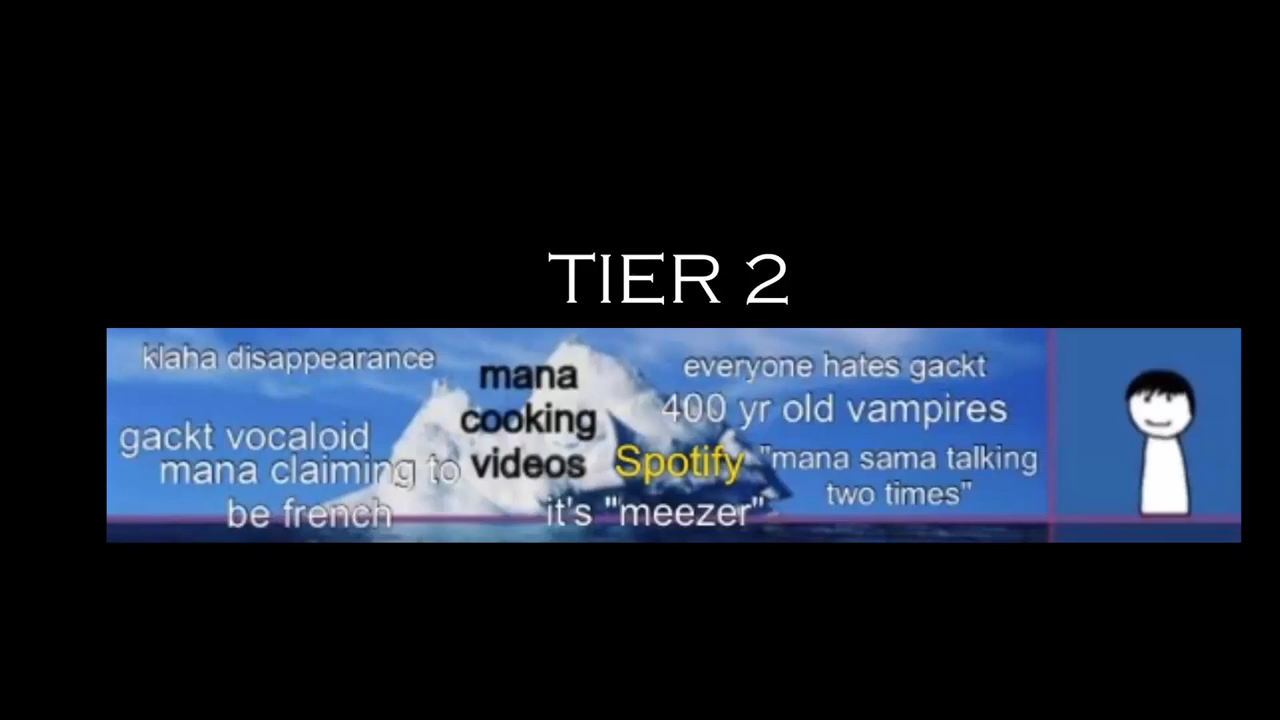 TIER 2
klaha disappearance
mana
cooking
videos
everyone hates gackt
400 yr old vampires
gackt vocaloid
mana claiming to
be french
Spotify
"mana sama talking
two times"
it's "meezer"